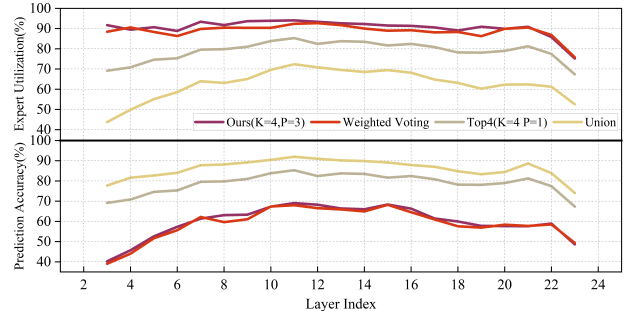 Expert Utilization(%)
100
90
80
70
60
50
40
Ours(K=4,P=3) Weighted Voting Top4(K=4 P=1) Union
Prediction Accuracy(%)
100
90
80
70
60
50
40
2 4 6 8 10 12 14 16 18 20 22 24
Layer Index